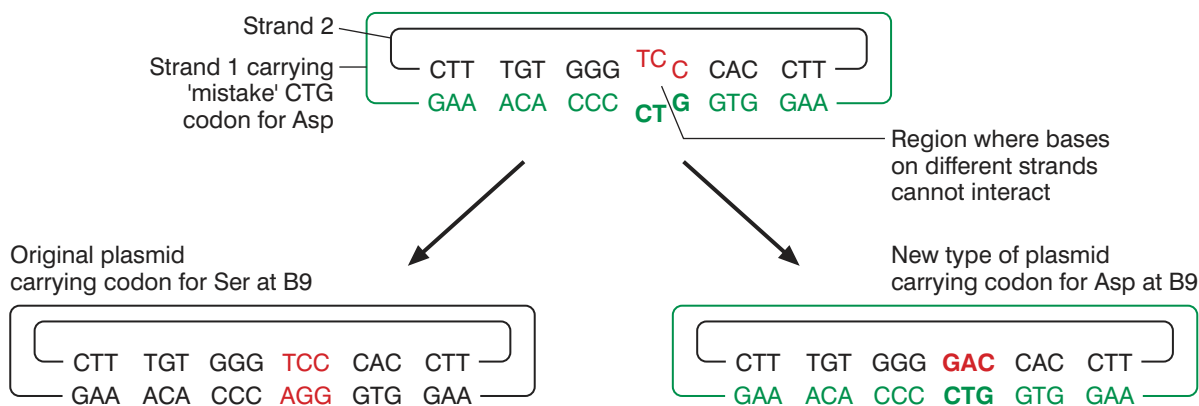 Strand 2
Strand 1 carrying
'mistake' CTG
codon for Asp
CTT TGT GGG TCC CAC CTT
GAA ACA CCC CTG GTG GAA
Region where bases
on different strands
cannot interact
Original plasmid
carrying codon for Ser at B9
CTT TGT GGG TCC CAC CTT
GAA ACA CCC AGG GTG GAA
New type of plasmid
carrying codon for Asp at B9
CTT TGT GGG GAC CAC CTT
GAA ACA CCC CTG GTG GAA